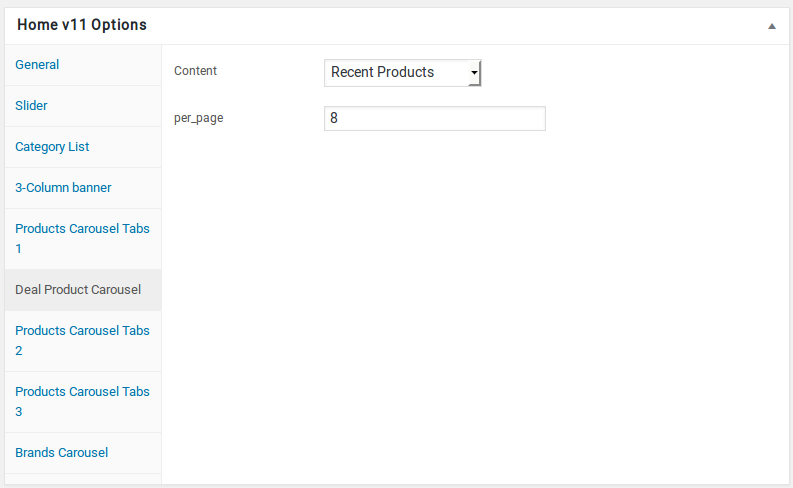 Home v11 Options
General
Slider
Category List
3-Column banner
Products Carousel Tabs
1
Deal Product Carousel
Products Carousel Tabs
2
Products Carousel Tabs
3
Brands Carousel
Content
Recent Products
per_page
8